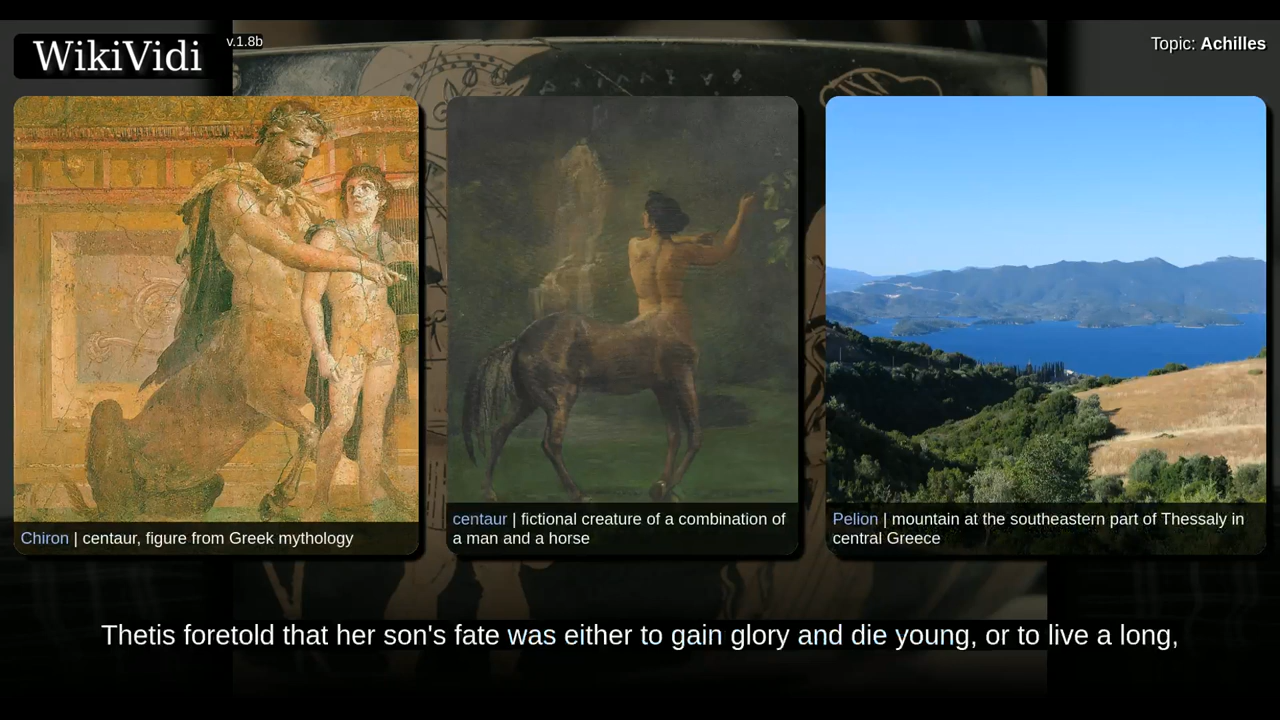 WikiVidi
v.1.8b
Topic: Achilles
Chiron | centaur, figure from Greek mythology
centaur | fictional creature of a combination of
a man and a horse
Pelion | mountain at the southeastern part of Thessaly in
central Greece
Thetis foretold that her son's fate was either to gain glory and die young, or to live a long,